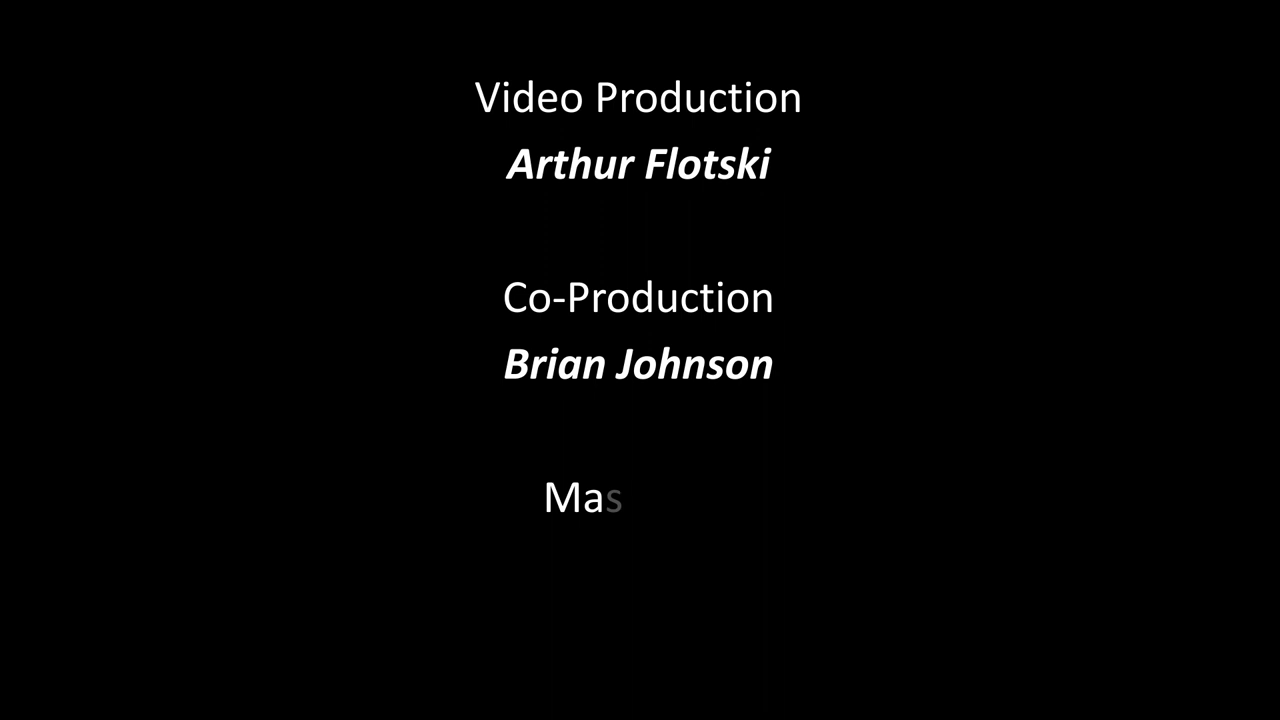 Video Production
Arthur Flotski
Co-Production
Brian Johnson
Mas